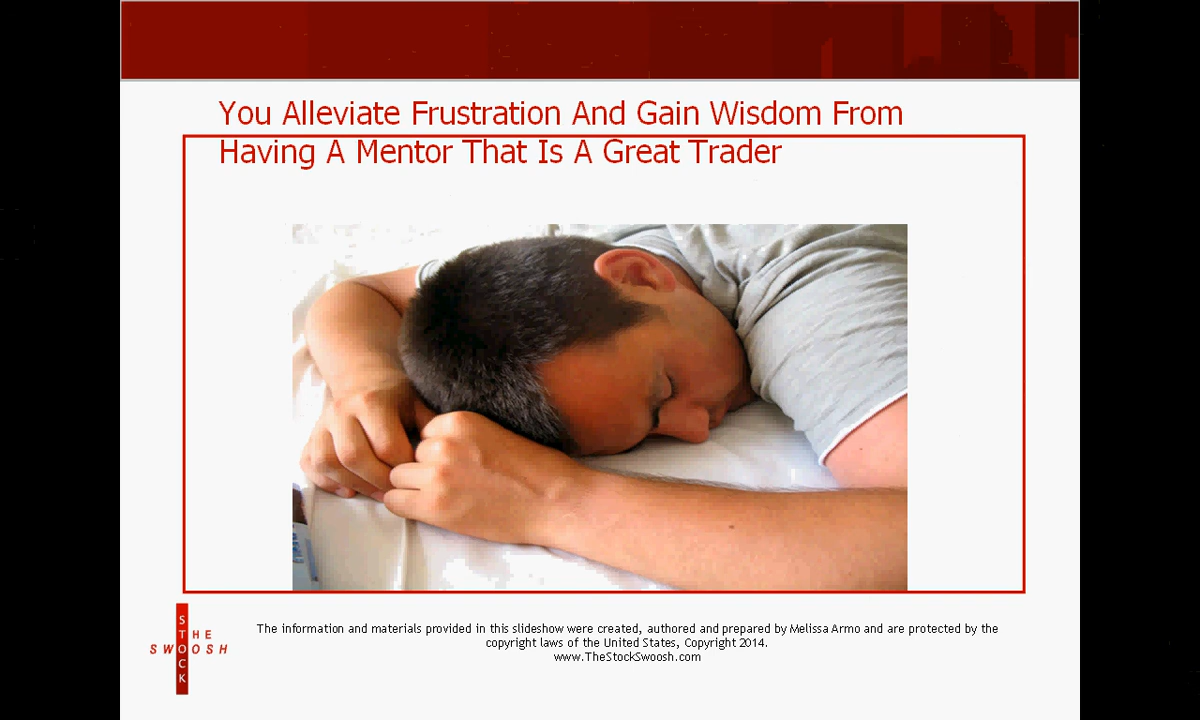 You Alleviate Frustration And Gain Wisdom From
Having A Mentor That Is A Great Trader
THE
STOCK
SWOOSH
The information and materials provided in this slideshow were created, authored and prepared by Melissa Armo and are protected by the
copyright laws of the United States, Copyright 2014.
www.TheStockSwoosh.com